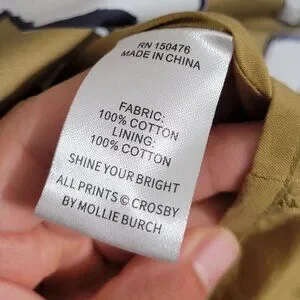 RN 150476
MADE IN CHINA
FABRIC:
100% COTTON
LINING:
100% COTTON
SHINE YOUR BRIGHT
ALL PRINTS © CROSBY
BY MOLLIE BURCH